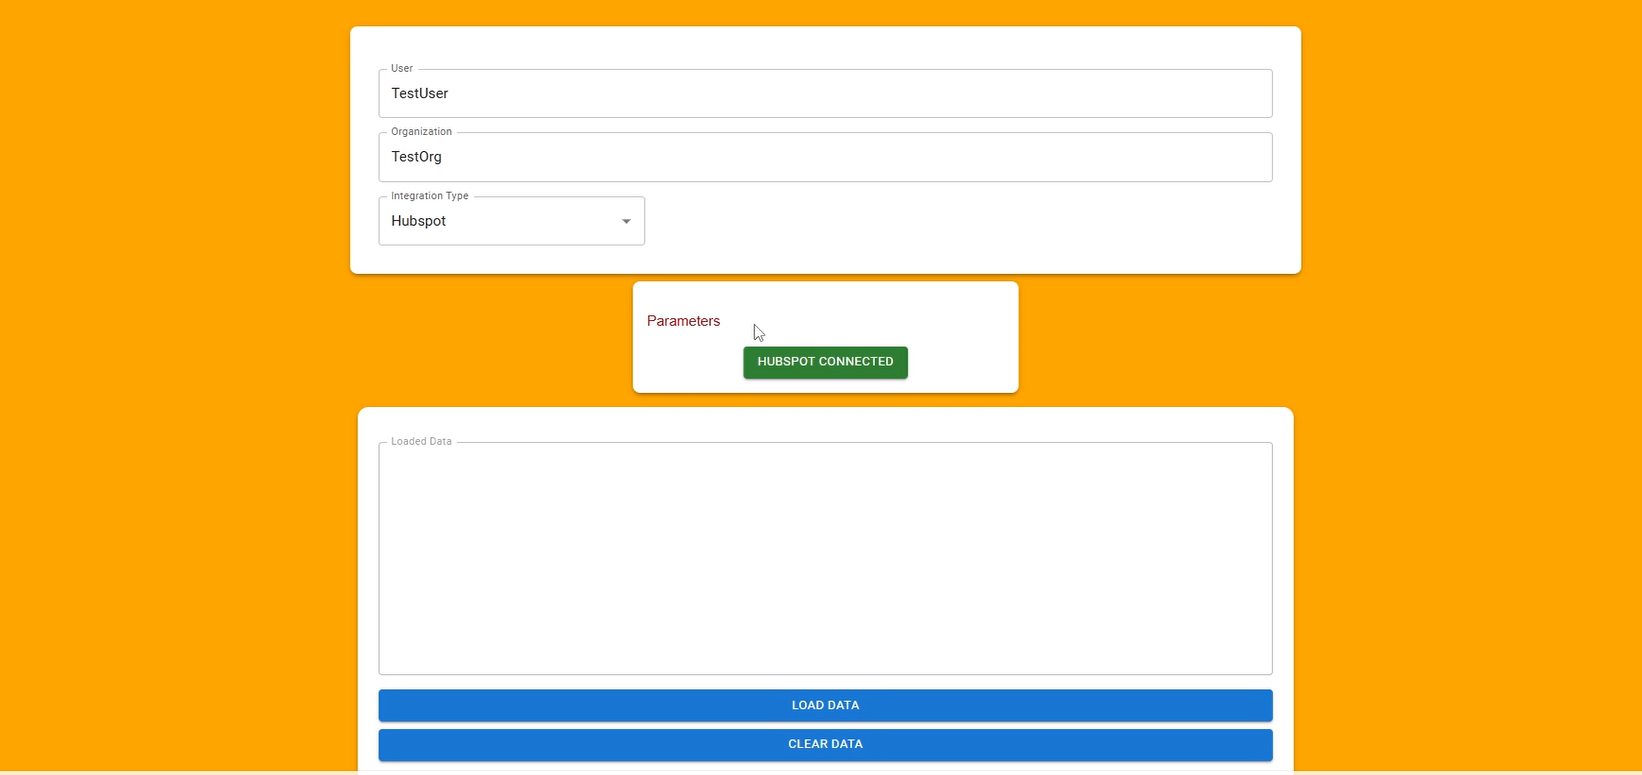 User
TestUser
Organization
TestOrg
Integration Type
Hubspot
Parameters
HUBSPOT CONNECTED
Loaded Data
LOAD DATA
CLEAR DATA